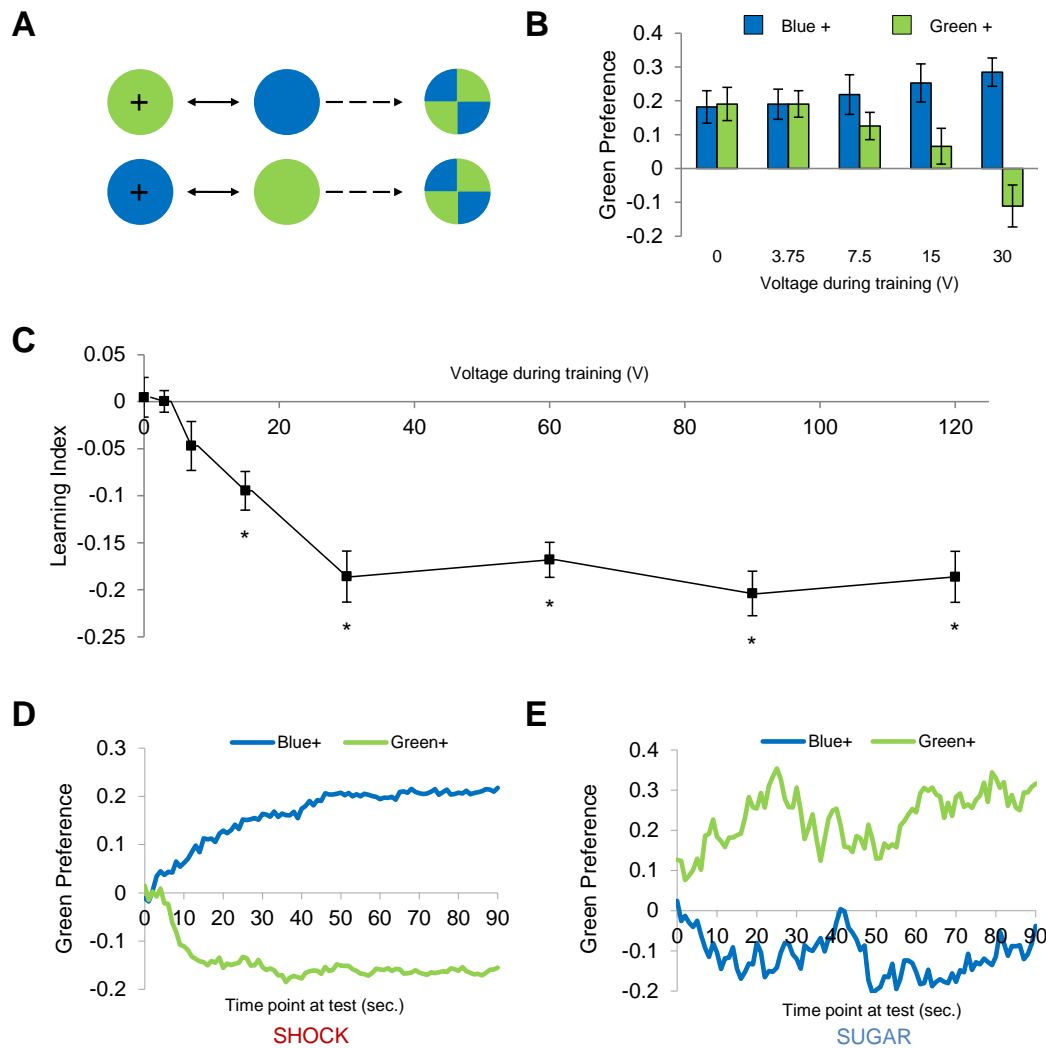 A
+
+
B
Blue + Green +
Green Preference
0.4
0.3
0.2
0.1
0
-0.1
-0.2
0 3.75 7.5 15 30
Voltage during training (V)
C
Learning Index
0.05
0
-0.05
-0.1
-0.15
-0.2
-0.25
Voltage during training (V)
0 20 40 60 80 100 120
* * * * *
D
Blue+ Green+
Green Preference
0.3
0.2
0.1
0
-0.1
-0.2
0 10 20 30 40 50 60 70 80 90
Time point at test (sec.)
SHOCK
E
Blue+ Green+
Green Preference
0.4
0.3
0.2
0.1
0
-0.1
-0.2
0 10 20 30 40 50 60 70 80 90
Time point at test (sec.)
SUGAR